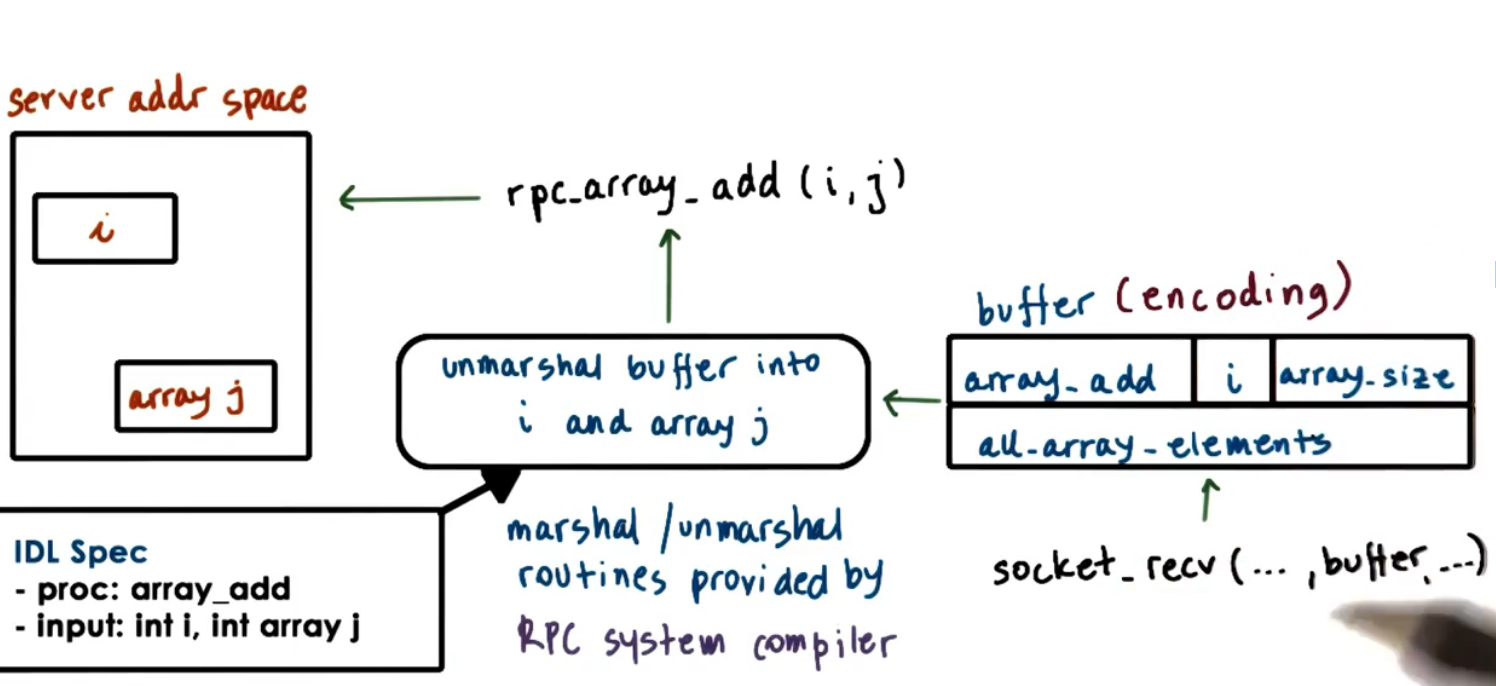 server addr space
i
array j
rpc_array_add (i, j)
buffer (encoding)
array_add
i
array_size
all_array_elements
unmarshal buffer into
i and array j
socket_recv (... , buffer, ...)
IDL Spec
- proc: array_add
- input: int i, int array j
marshal /unmarshal
routines provided by
RPC system compiler